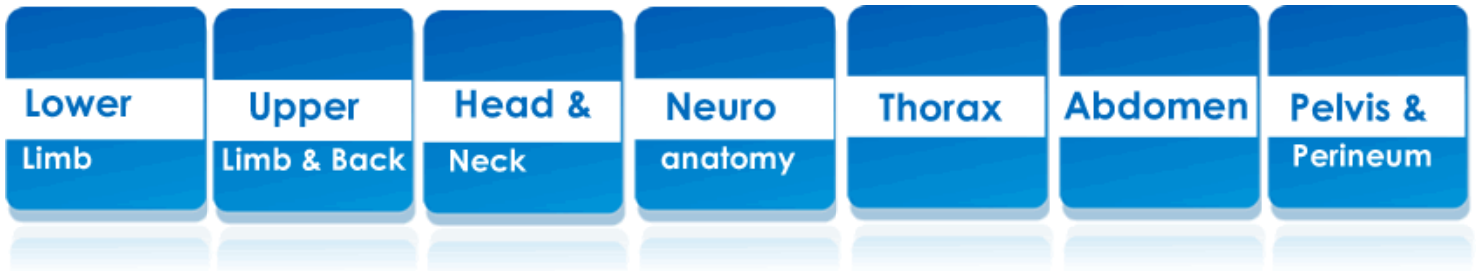 Lower
Limb
Upper
Limb & Back
Head &
Neck
Neuro
anatomy
Thorax
Abdomen
Pelvis &
Perineum